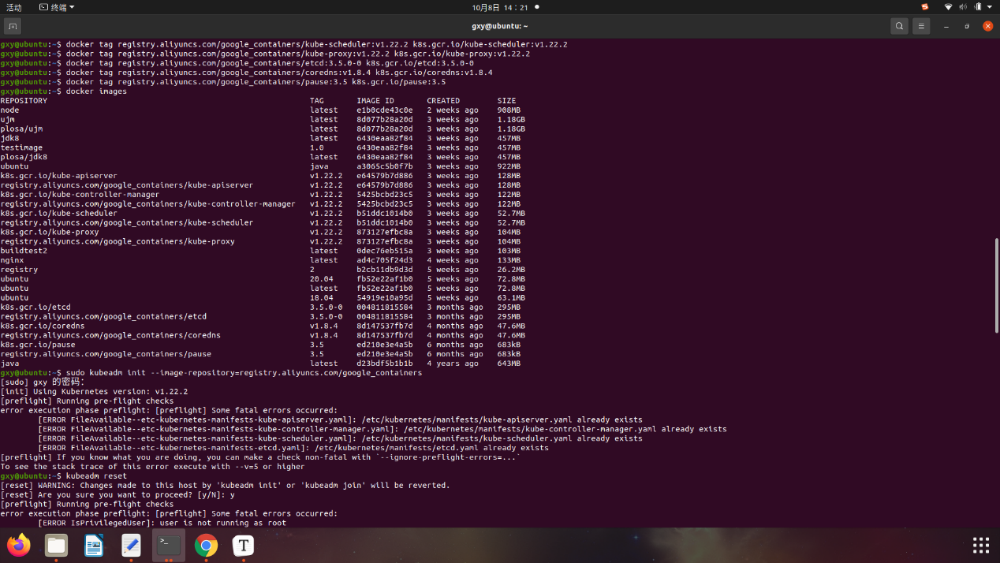 活动 终端 10月8日 14：21
gxy@ubuntu: ~
gxy@ubuntu:~$ docker tag registry.aliyuncs.com/google_containers/kube-scheduler:v1.22.2 k8s.gcr.io/kube-scheduler:v1.22.2
gxy@ubuntu:~$ docker tag registry.aliyuncs.com/google_containers/kube-proxy:v1.22.2 k8s.gcr.io/kube-proxy:v1.22.2
gxy@ubuntu:~$ docker tag registry.aliyuncs.com/google_containers/etcd:3.5.0-0 k8s.gcr.io/etcd:3.5.0-0
gxy@ubuntu:~$ docker tag registry.aliyuncs.com/google_containers/coredns:v1.8.4 k8s.gcr.io/coredns:v1.8.4
gxy@ubuntu:~$ docker tag registry.aliyuncs.com/google_containers/pause:3.5 k8s.gcr.io/pause:3.5
gxy@ubuntu:~$ docker images
REPOSITORY TAG IMAGE ID CREATED SIZE
node latest e1b0cde43c0e 2 weeks ago 908MB
ujm latest 8d077b28a20d 3 weeks ago 1.18GB
plosa/ujm latest 8d077b28a20d 3 weeks ago 1.18GB
jdk8 latest 6430eaa82f84 3 weeks ago 457MB
testimage 1.0 6430eaa82f84 3 weeks ago 457MB
plosa/jdk8 latest 6430eaa82f84 3 weeks ago 457MB
ubuntu java a3065c5b0f7b 3 weeks ago 922MB
k8s.gcr.io/kube-apiserver v1.22.2 e64579b7d886 3 weeks ago 128MB
registry.aliyuncs.com/google_containers/kube-apiserver v1.22.2 e64579b7d886 3 weeks ago 128MB
k8s.gcr.io/kube-controller-manager v1.22.2 5425bcbd23c5 3 weeks ago 122MB
registry.aliyuncs.com/google_containers/kube-controller-manager v1.22.2 5425bcbd23c5 3 weeks ago 122MB
k8s.gcr.io/kube-scheduler v1.22.2 b51ddc1014b0 3 weeks ago 52.7MB
registry.aliyuncs.com/google_containers/kube-scheduler v1.22.2 b51ddc1014b0 3 weeks ago 52.7MB
k8s.gcr.io/kube-proxy v1.22.2 873127efbc8a 3 weeks ago 104MB
registry.aliyuncs.com/google_containers/kube-proxy v1.22.2 873127efbc8a 3 weeks ago 104MB
buildtest2 latest 0dec76eb515a 3 weeks ago 103MB
nginx latest ad4c705f24d3 4 weeks ago 133MB
registry 2 b2cb11db9d3d 5 weeks ago 26.2MB
ubuntu 20.04 fb52e22af1b0 5 weeks ago 72.8MB
ubuntu latest fb52e22af1b0 5 weeks ago 72.8MB
ubuntu 18.04 54919e10a95d 5 weeks ago 63.1MB
k8s.gcr.io/etcd 3.5.0-0 004811815584 3 months ago 295MB
registry.aliyuncs.com/google_containers/etcd 3.5.0-0 004811815584 3 months ago 295MB
k8s.gcr.io/coredns v1.8.4 8d147537fb7d 4 months ago 47.6MB
registry.aliyuncs.com/google_containers/coredns v1.8.4 8d147537fb7d 4 months ago 47.6MB
k8s.gcr.io/pause 3.5 ed210e3e4a5b 6 months ago 683kB
registry.aliyuncs.com/google_containers/pause 3.5 ed210e3e4a5b 6 months ago 683kB
java latest d23bdf5b1b1b 4 years ago 643MB
gxy@ubuntu:~$ sudo kubeadm init --image-repository=registry.aliyuncs.com/google_containers
[sudo] gxy 的密码：
[init] Using Kubernetes version: v1.22.2
[preflight] Running pre-flight checks
error execution phase preflight: [preflight] Some fatal errors occurred:
[ERROR FileAvailable--etc-kubernetes-manifests-kube-apiserver.yaml]: /etc/kubernetes/manifests/kube-apiserver.yaml already exists
[ERROR FileAvailable--etc-kubernetes-manifests-kube-controller-manager.yaml]: /etc/kubernetes/manifests/kube-controller-manager.yaml already exists
[ERROR FileAvailable--etc-kubernetes-manifests-kube-scheduler.yaml]: /etc/kubernetes/manifests/kube-scheduler.yaml already exists
[ERROR FileAvailable--etc-kubernetes-manifests-etcd.yaml]: /etc/kubernetes/manifests/etcd.yaml already exists
[preflight] If you know what you are doing, you can make a check non-fatal with `--ignore-preflight-errors=...`
To see the stack trace of this error execute with --v=5 or higher
gxy@ubuntu:~$ kubeadm reset
[reset] WARNING: Changes made to this host by 'kubeadm init' or 'kubeadm join' will be reverted.
[reset] Are you sure you want to proceed? [y/N]: y
[preflight] Running pre-flight checks
error execution phase preflight: [preflight] Some fatal errors occurred:
[ERROR IsPrivilegedUser]: user is not running as root